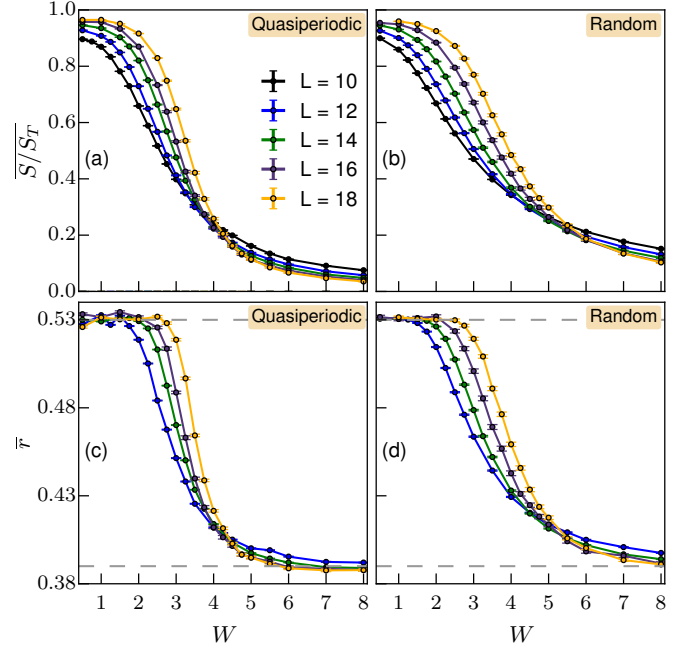 1.0
0.8
0.6
0.4
0.2
0.0
S/S_T
Quasiperiodic
L = 10
L = 12
L = 14
L = 16
L = 18
(a)
Random
(b)
0.53
0.48
0.43
0.38
r
Quasiperiodic
(c)
1 2 3 4 5 6 7 8
W
Random
(d)
1 2 3 4 5 6 7 8
W